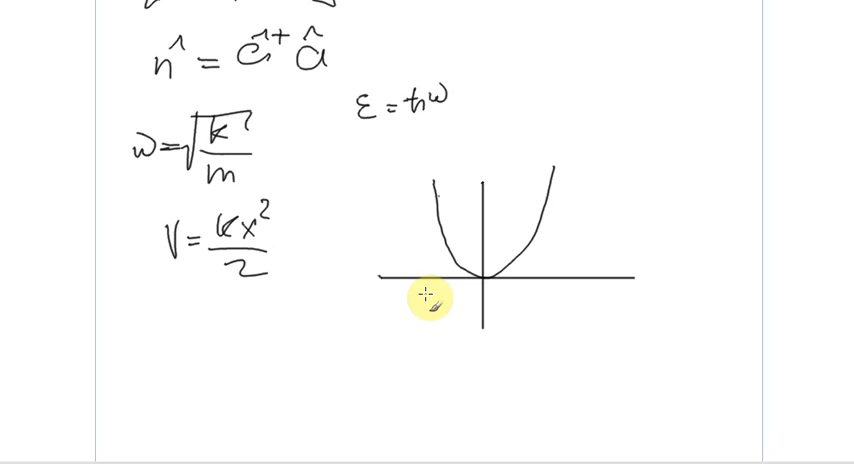 n̂ = â⁺ â
ε = ħω
ω = √(k/m)
V = kx²/2